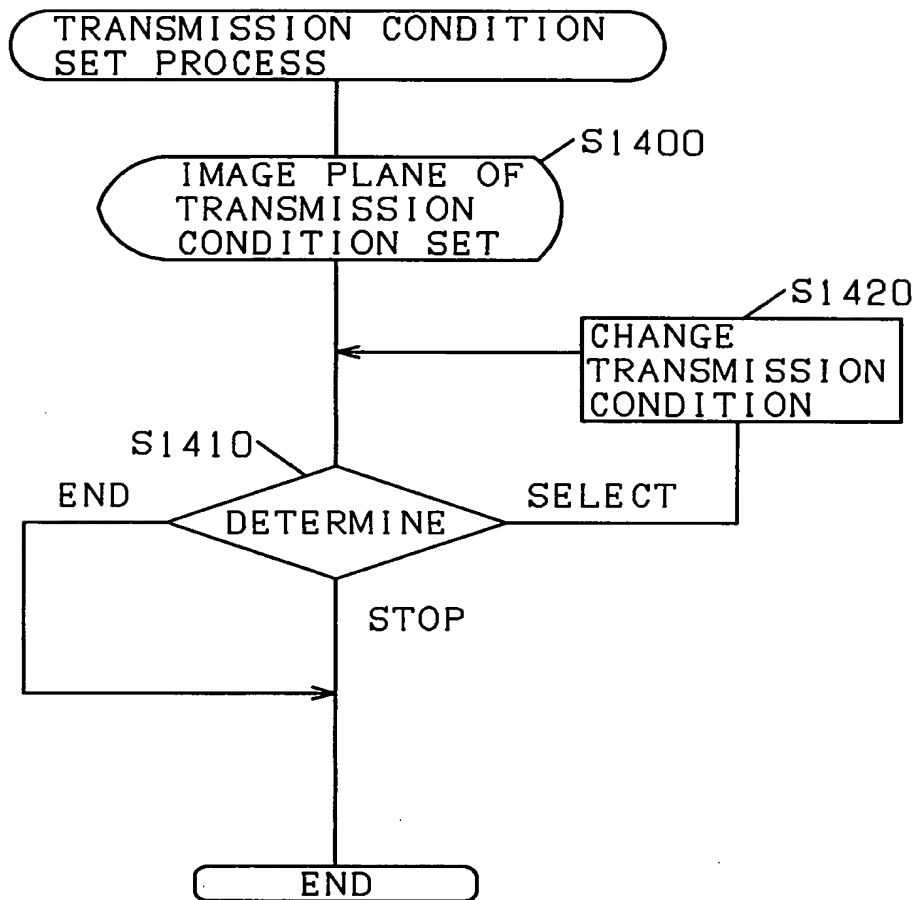 TRANSMISSION CONDITION
SET PROCESS
S1400
IMAGE PLANE OF
TRANSMISSION
CONDITION SET
S1420
CHANGE
TRANSMISSION
CONDITION
S1410
END
DETERMINE
SELECT
STOP
END